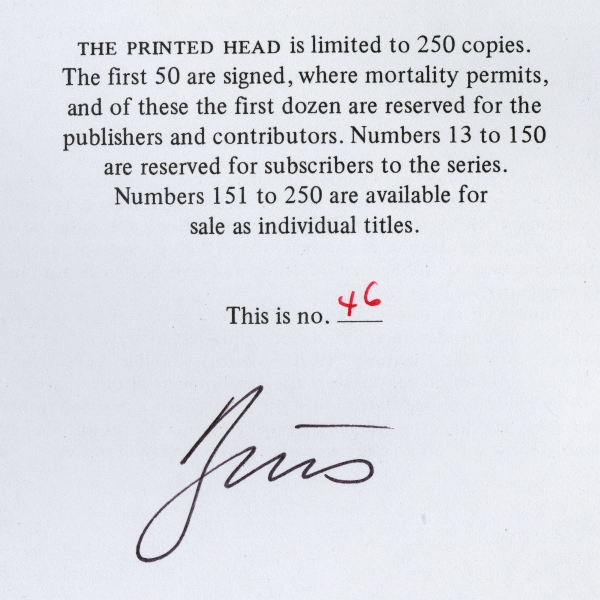 THE PRINTED HEAD is limited to 250 copies.
The first 50 are signed, where mortality permits,
and of these the first dozen are reserved for the
publishers and contributors. Numbers 13 to 150
are reserved for subscribers to the series.
Numbers 151 to 250 are available for
sale as individual titles.
This is no. 46